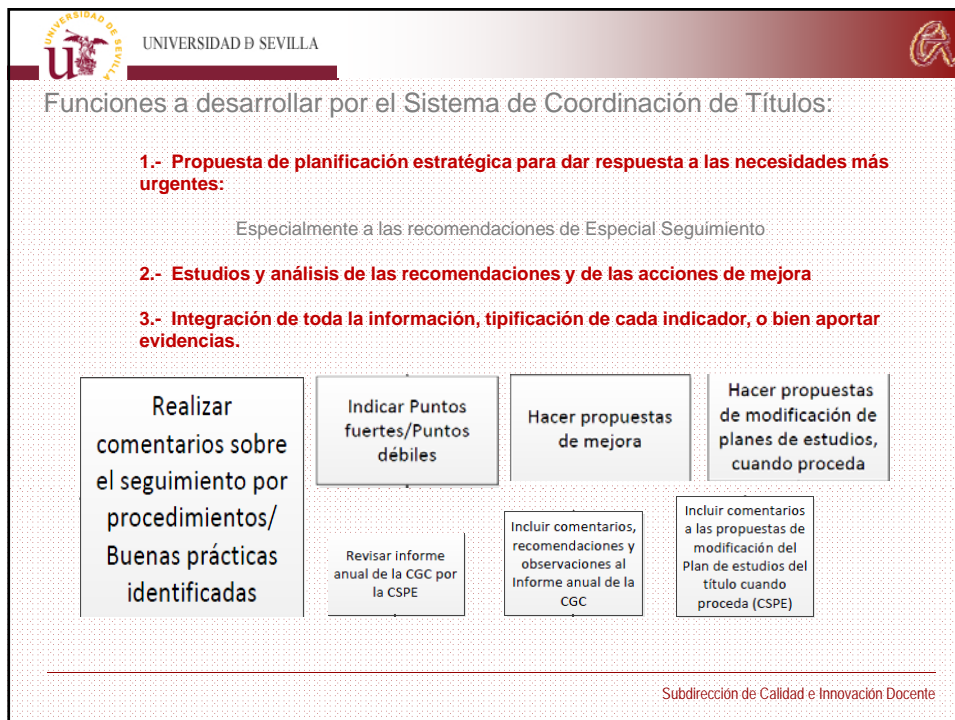 UNIVERSIDAD DE SEVILLA
UNIVERSIDAD Ð SEVILLA
Funciones a desarrollar por el Sistema de Coordinación de Títulos:
1.- Propuesta de planificación estratégica para dar respuesta a las necesidades más
urgentes:
Especialmente a las recomendaciones de Especial Seguimiento
2.- Estudios y análisis de las recomendaciones y de las acciones de mejora
3.- Integración de toda la información, tipificación de cada indicador, o bien aportar
evidencias.
Realizar
comentarios sobre
el seguimiento por
procedimientos/
Buenas prácticas
identificadas
Indicar Puntos
fuertes/Puntos
débiles
Hacer propuestas
de mejora
Hacer propuestas
de modificación de
planes de estudios,
cuando proceda
Revisar informe
anual de la CGC por
la CSPE
Incluir comentarios,
recomendaciones y
observaciones al
Informe anual de la
CGC
Incluir comentarios
a las propuestas de
modificación del
Plan de estudios del
título cuando
proceda (CSPE)
Subdirección de Calidad e Innovación Docente